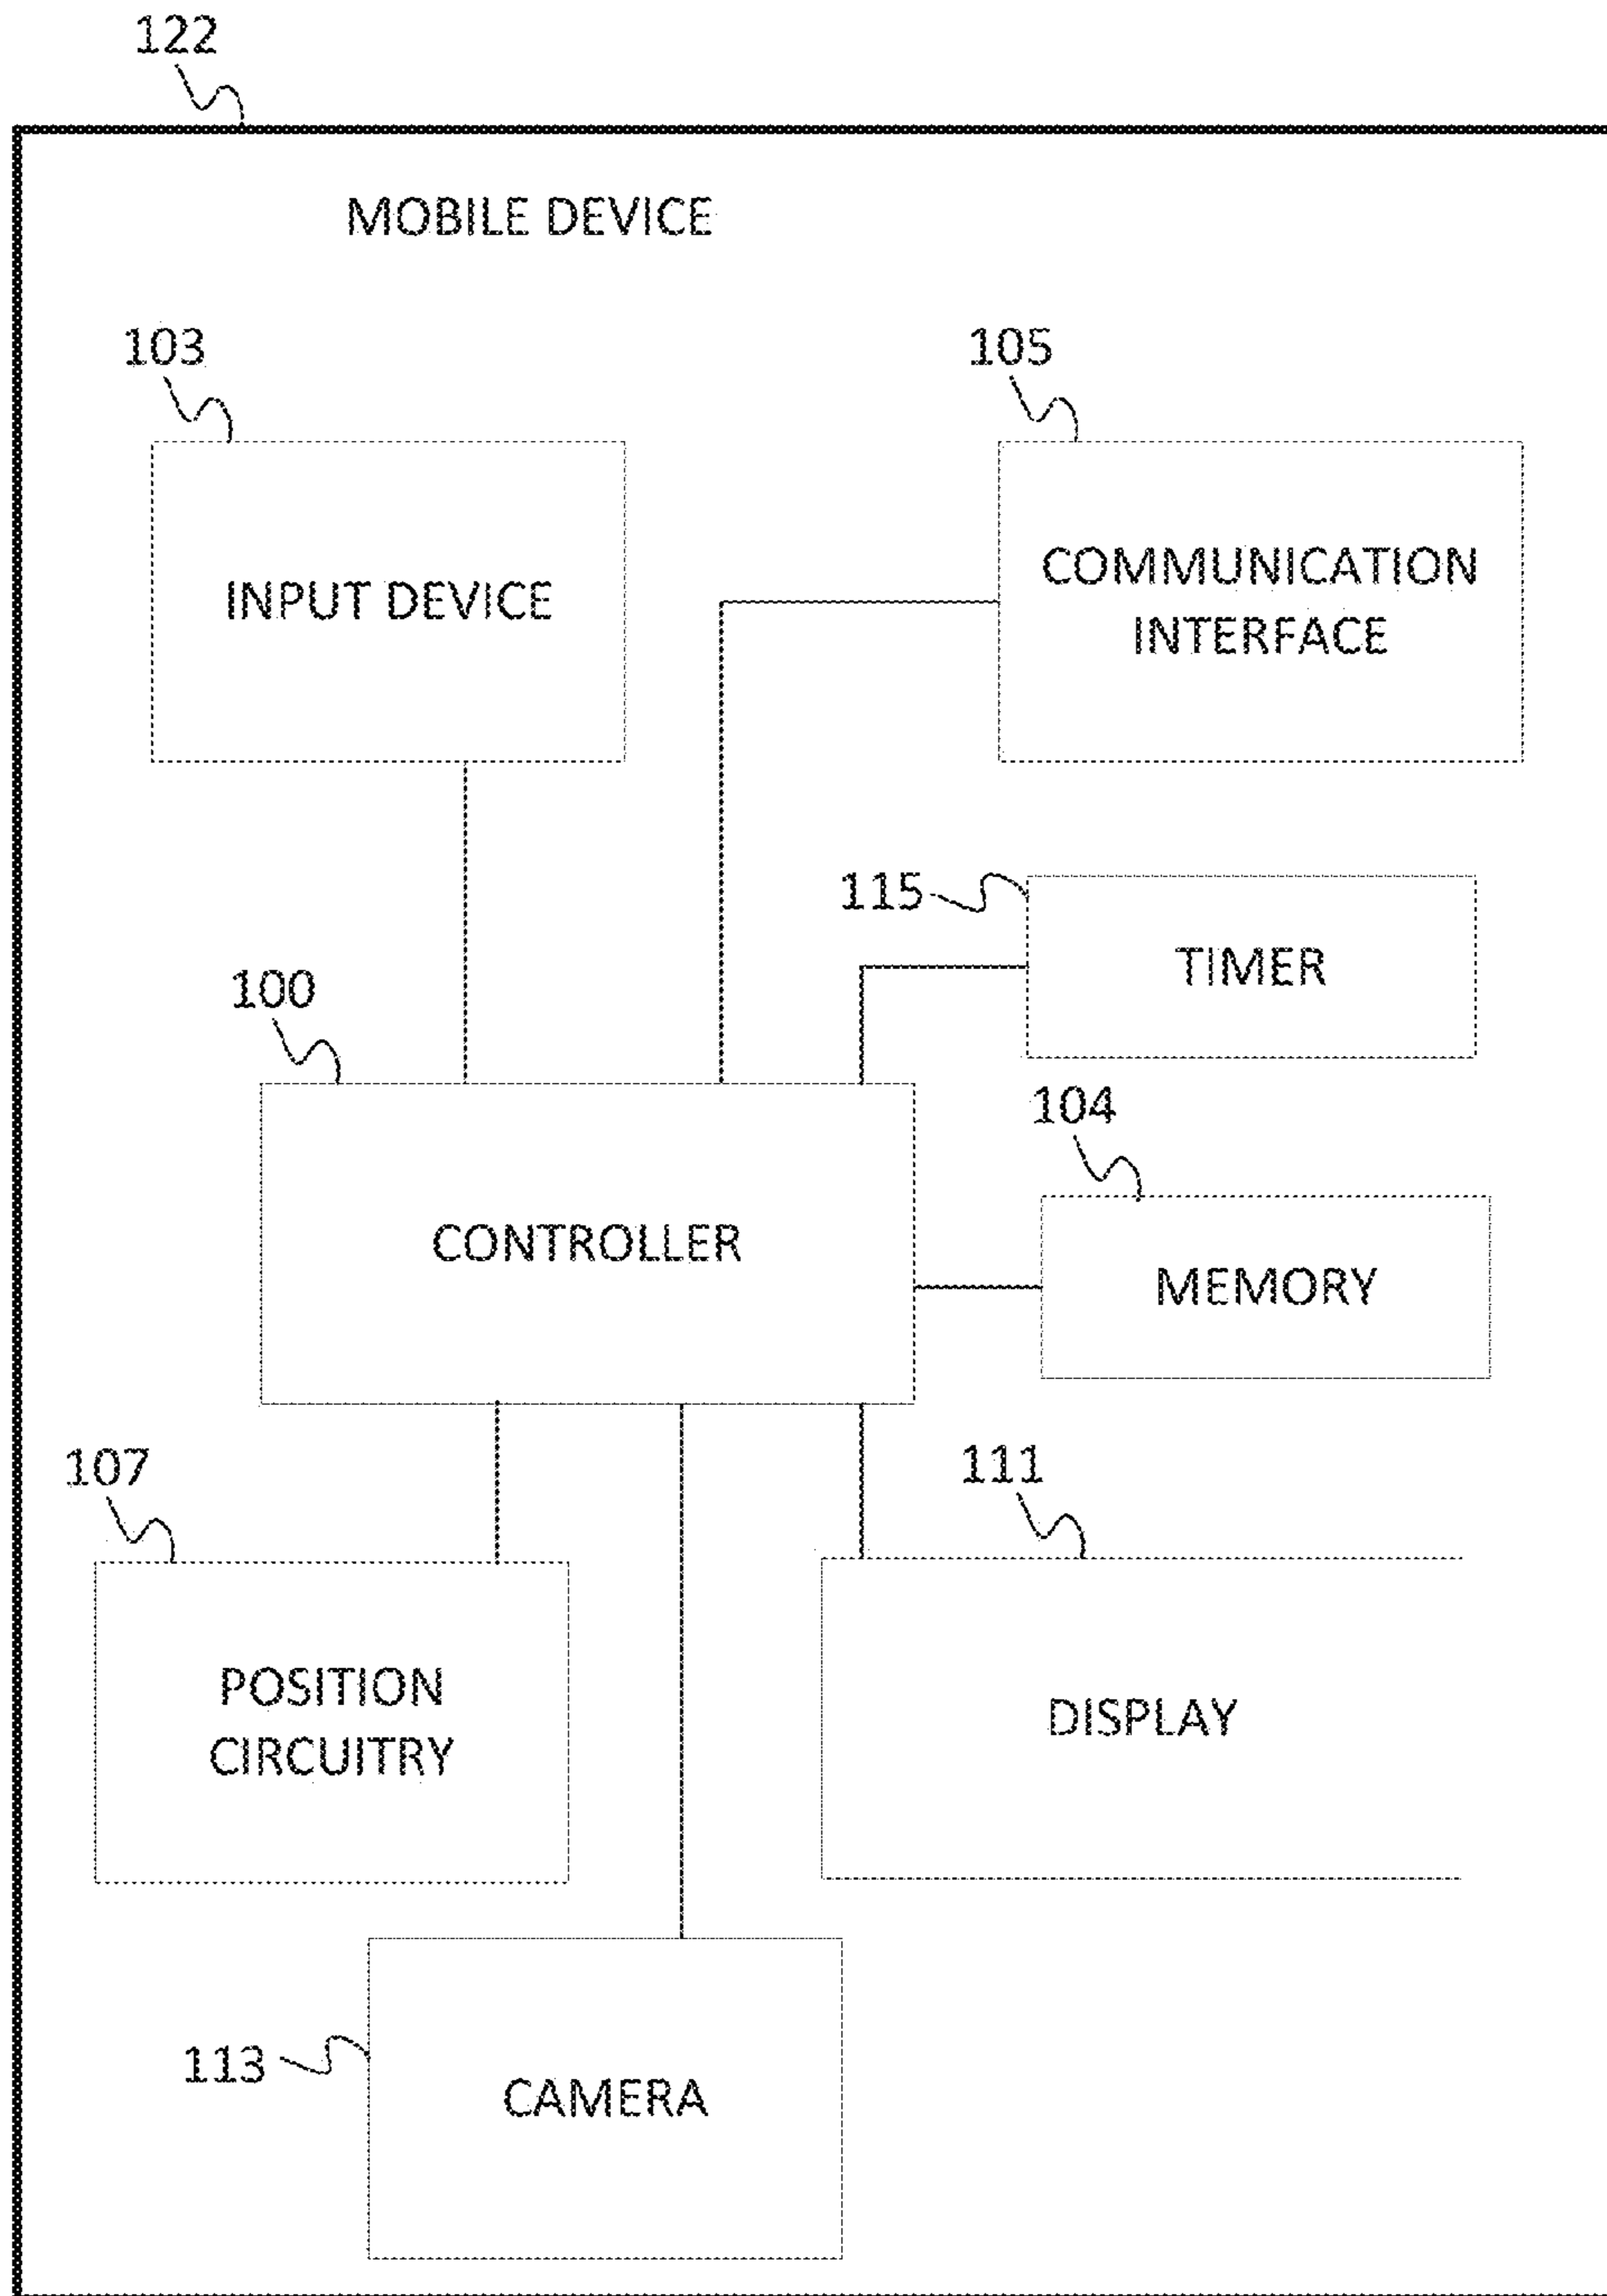 122
MOBILE DEVICE
103
105
INPUT DEVICE
COMMUNICATION
INTERFACE
115
TIMER
100
104
CONTROLLER
MEMORY
107
111
POSITION
CIRCUITRY
DISPLAY
113
CAMERA